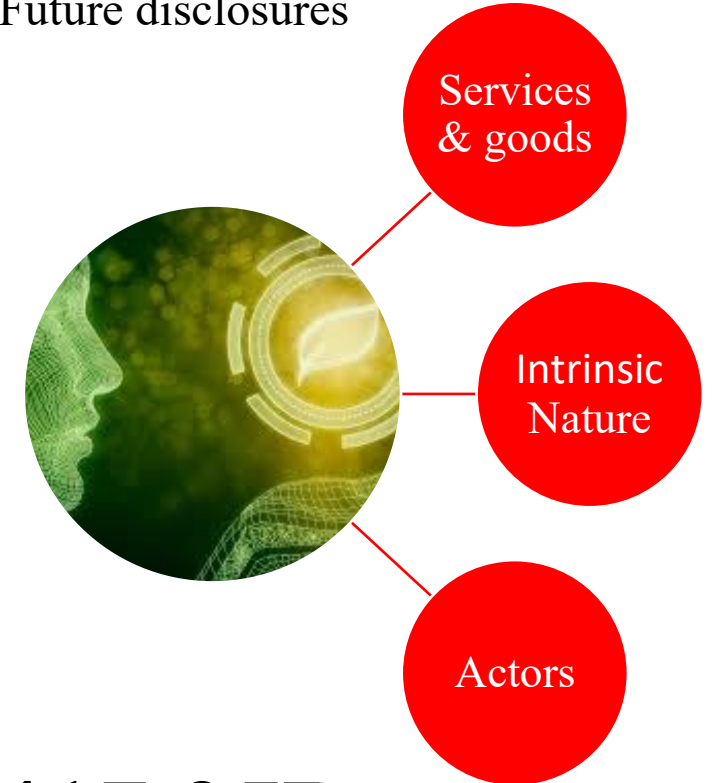 Future disclosures
Services
& goods
Intrinsic
Nature
Actors